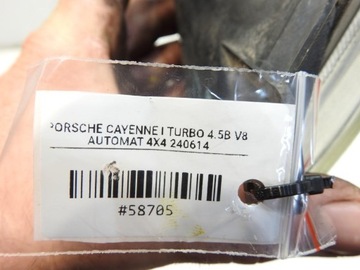 PORSCHE CAYENNE I TURBO 4.5B V8
AUTOMAT 4X4 240614
#58705